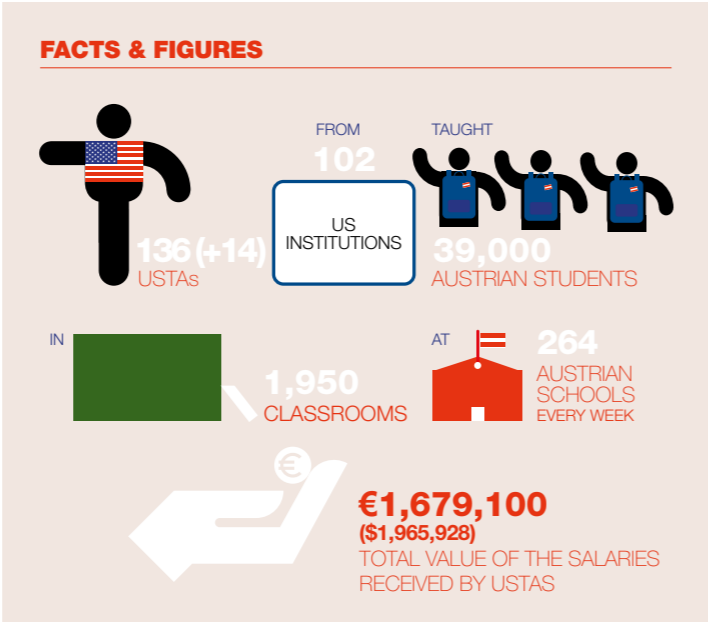 FACTS & FIGURES
136 (+14)
USTAs
FROM
102
US
INSTITUTIONS
TAUGHT
39,000
AUSTRIAN STUDENTS
IN
1,950
CLASSROOMS
AT
264
AUSTRIAN
SCHOOLS
EVERY WEEK
€
€1,679,100
($1,965,928)
TOTAL VALUE OF THE SALARIES
RECEIVED BY USTAS